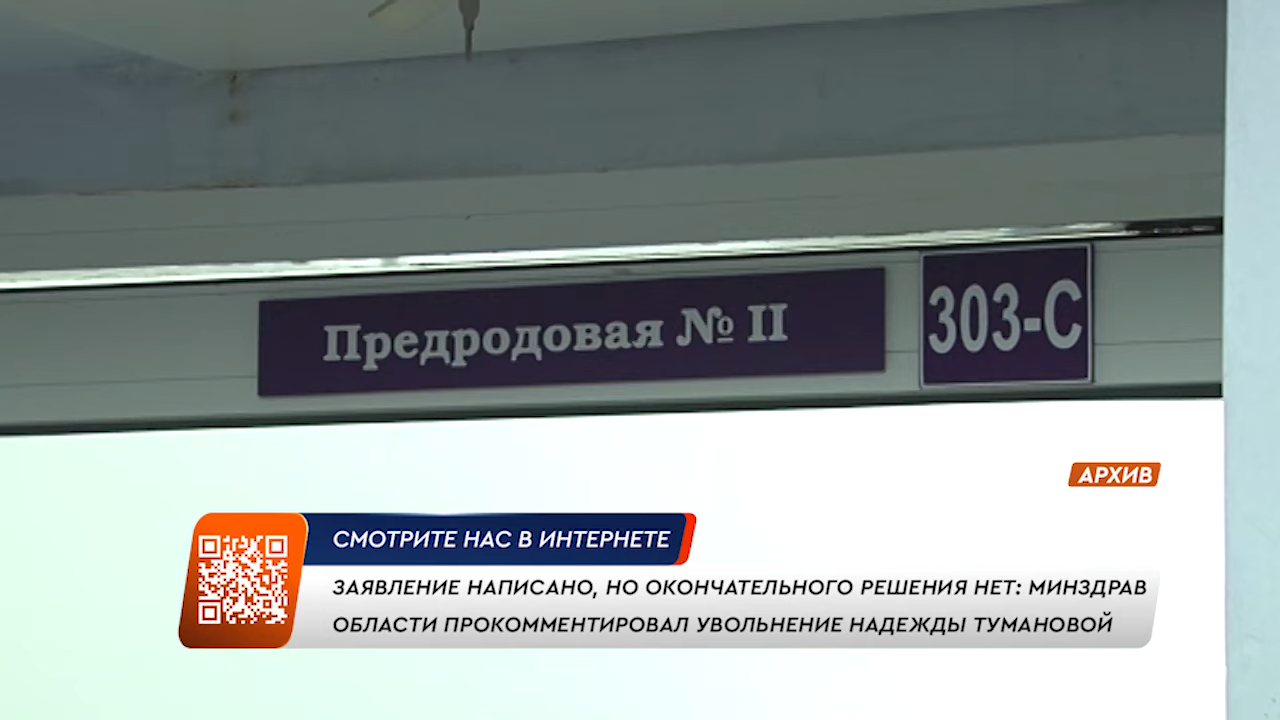 Предродовая № II
303-С
АРХИВ
СМОТРИТЕ НАС В ИНТЕРНЕТЕ
ЗАЯВЛЕНИЕ НАПИСАНО, НО ОКОНЧАТЕЛЬНОГО РЕШЕНИЯ НЕТ: МИНЗДРАВ
ОБЛАСТИ ПРОКОММЕНТИРОВАЛ УВОЛЬНЕНИЕ НАДЕЖДЫ ТУМАНОВОЙ